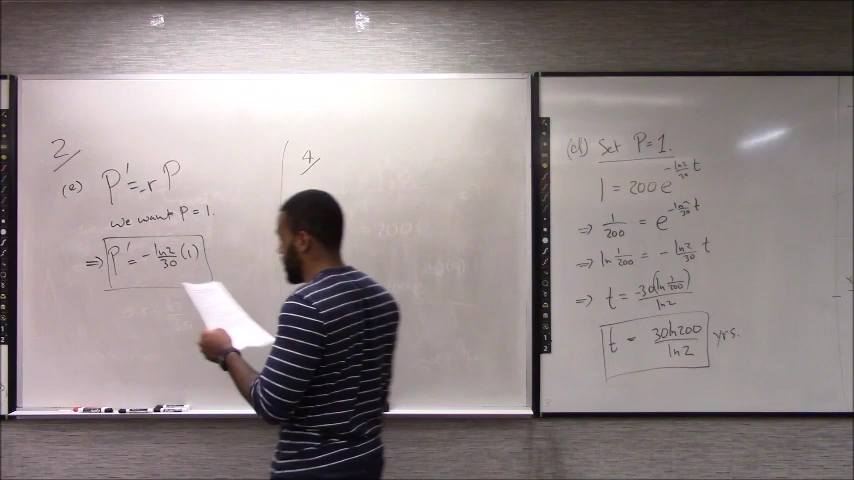 2/
(e) P' = -r P
we want P = 1.
⇒ P' = - ln2/30 (1)
4/
(d) Set P=1.
1 = 200 e^(-ln2/30 t)
⇒ 1/200 = e^(-ln2/30 t)
⇒ ln 1/200 = - ln2/30 t
⇒ t = -30(ln 1/200)/ln2
t = 30ln200/ln2 yrs.